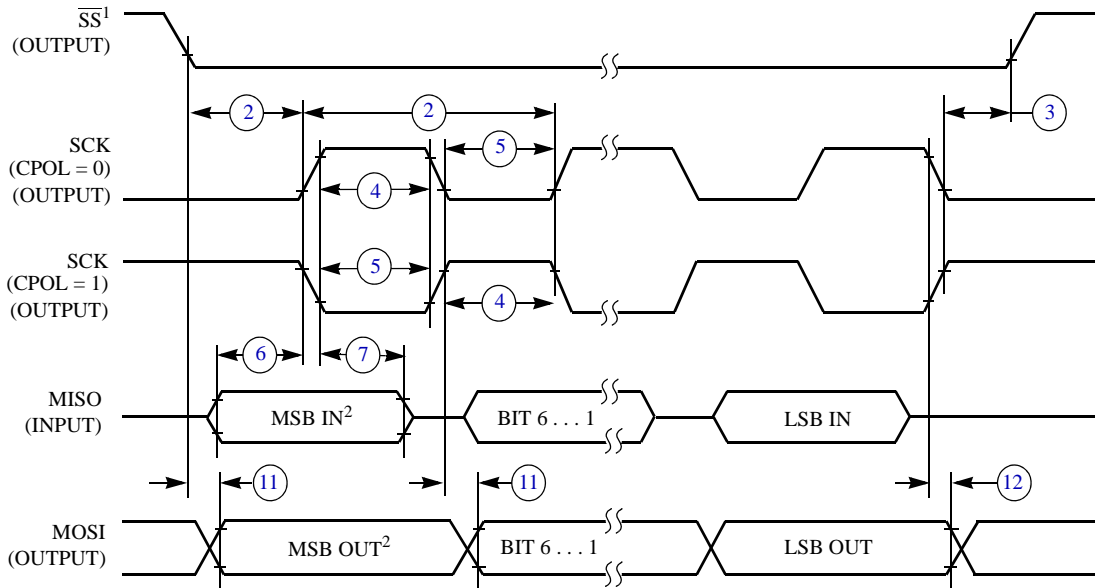 SS¹
(OUTPUT)
2
2
3
SCK
(CPOL = 0)
(OUTPUT)
5
4
SCK
(CPOL = 1)
(OUTPUT)
5
4
6
7
MISO
(INPUT)
MSB IN²
BIT 6 . . . 1
LSB IN
11
11
12
MOSI
(OUTPUT)
MSB OUT²
BIT 6 . . . 1
LSB OUT